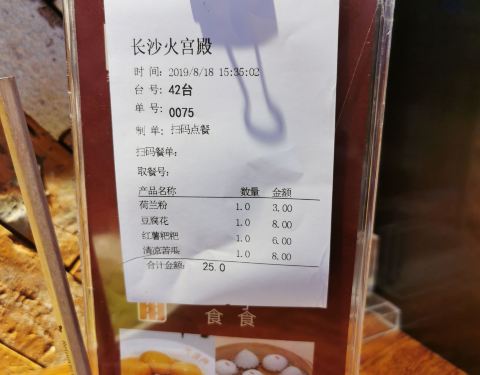 长沙火宫殿
时 间: 2019/8/18 15:35:02
台 号: 42台
单 号: 0075
制 单: 扫码点餐
扫码餐单:
取餐号:
产品名称 数量 金额
荷兰粉 1.0 3.00
豆腐花 1.0 8.00
红薯粑粑 1.0 6.00
清凉苦 1.0 8.00
合计金额: 25.0
食 食